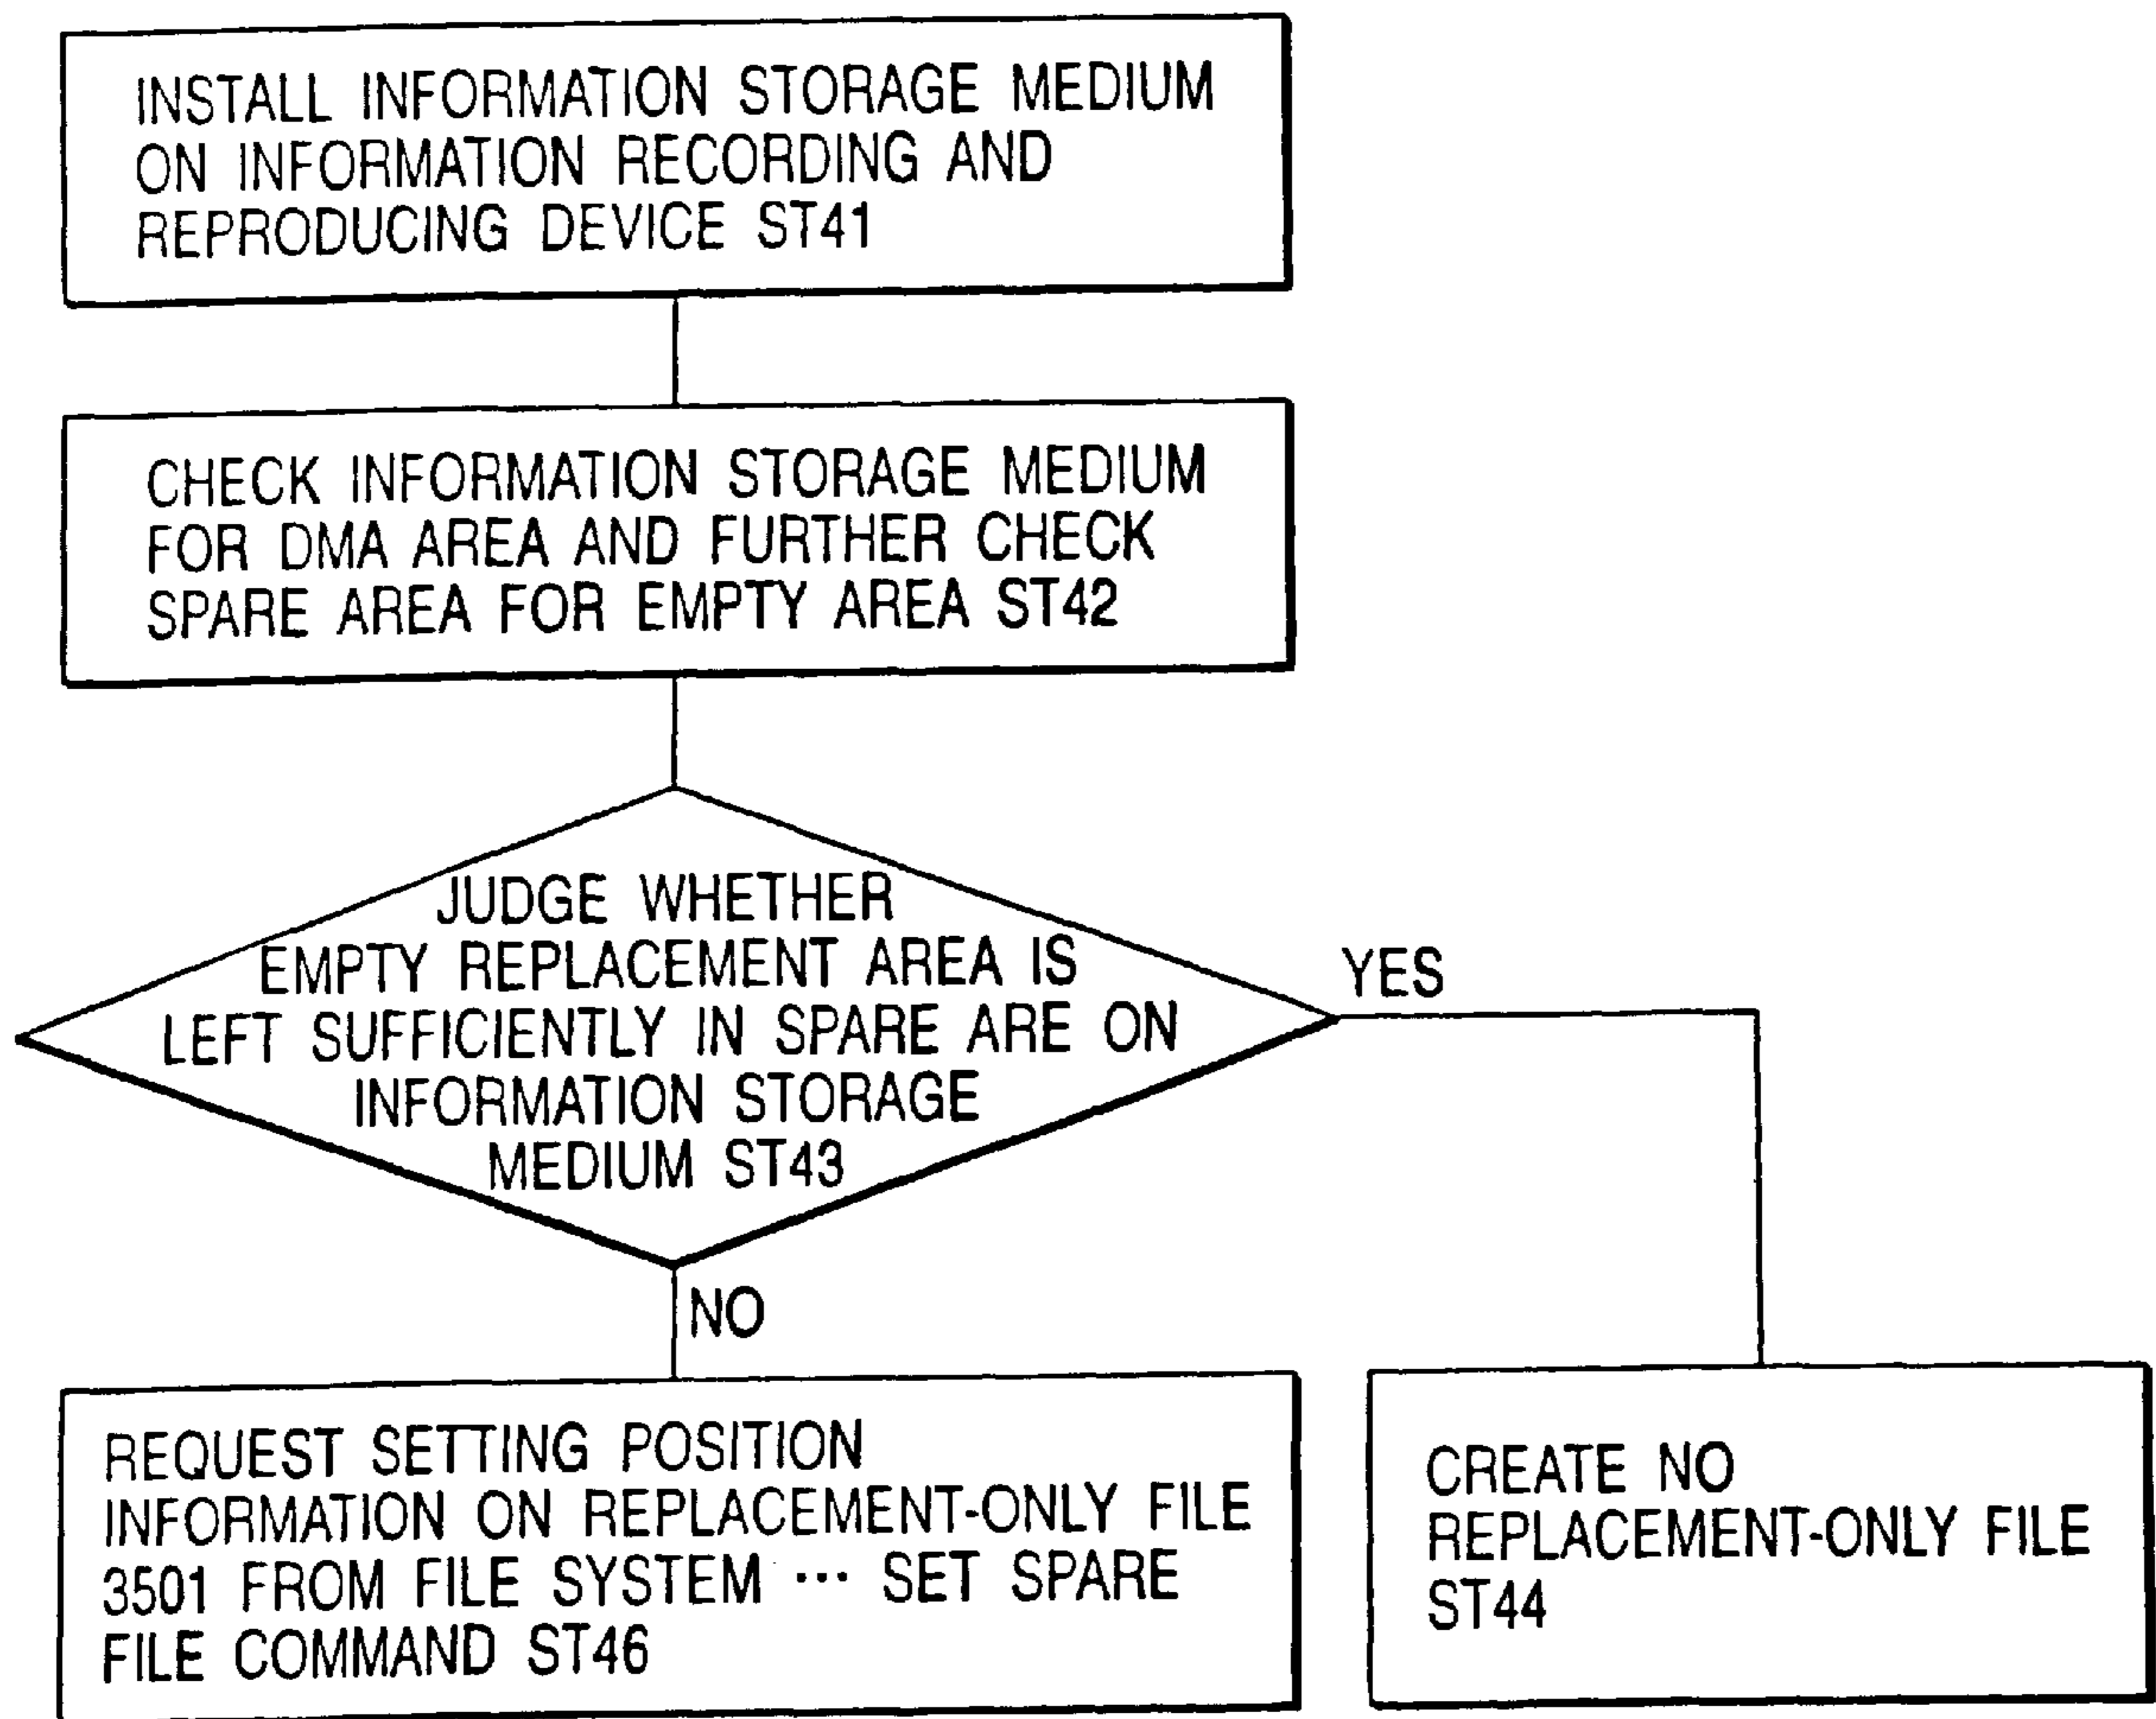 INSTALL INFORMATION STORAGE MEDIUM
ON INFORMATION RECORDING AND
REPRODUCING DEVICE ST41
CHECK INFORMATION STORAGE MEDIUM
FOR DMA AREA AND FURTHER CHECK
SPARE AREA FOR EMPTY AREA ST42
JUDGE WHETHER
EMPTY REPLACEMENT AREA IS
LEFT SUFFICIENTLY IN SPARE ARE ON
INFORMATION STORAGE
MEDIUM ST43
YES
NO
REQUEST SETTING POSITION
INFORMATION ON REPLACEMENT-ONLY FILE
3501 FROM FILE SYSTEM ··· SET SPARE
FILE COMMAND ST46
CREATE NO
REPLACEMENT-ONLY FILE
ST44